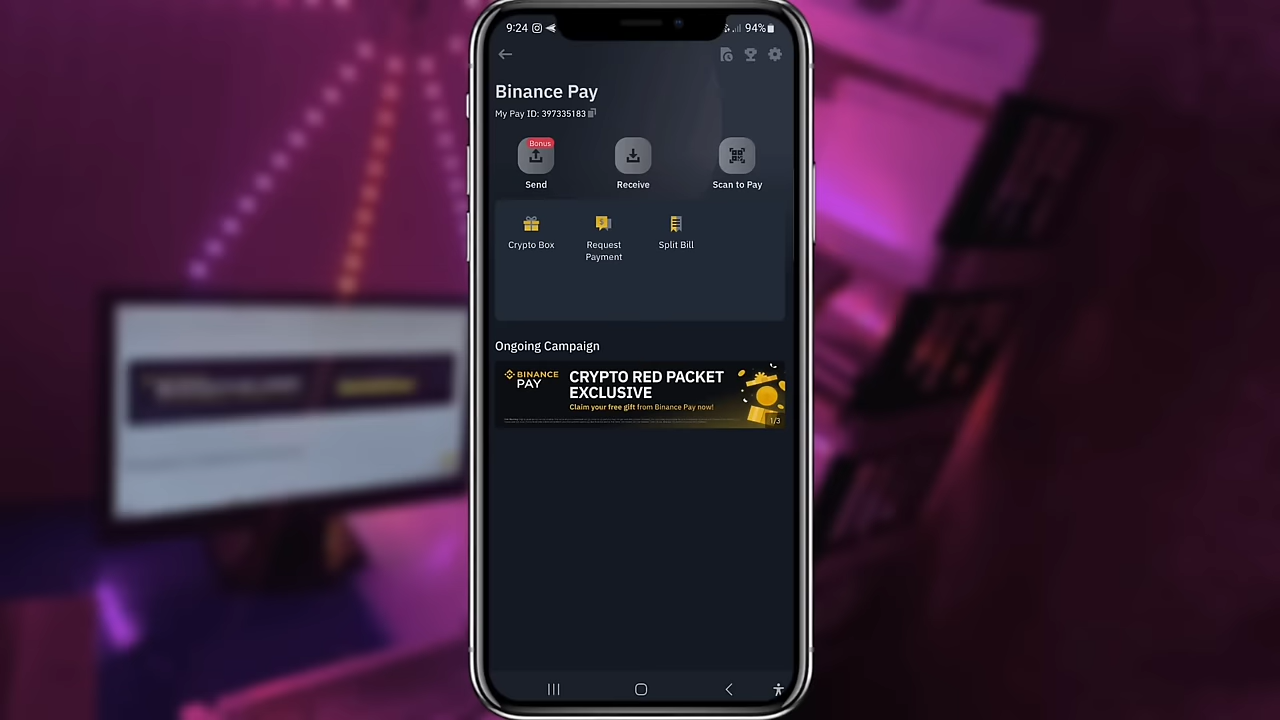 9:24
94%
Binance Pay
My Pay ID: 397335183
Bonus
Send
Receive
Scan to Pay
Crypto Box
Request
Payment
Split Bill
Ongoing Campaign
BINANCE
PAY
CRYPTO RED PACKET
EXCLUSIVE
Claim your free gift from Binance Pay now!
1/3